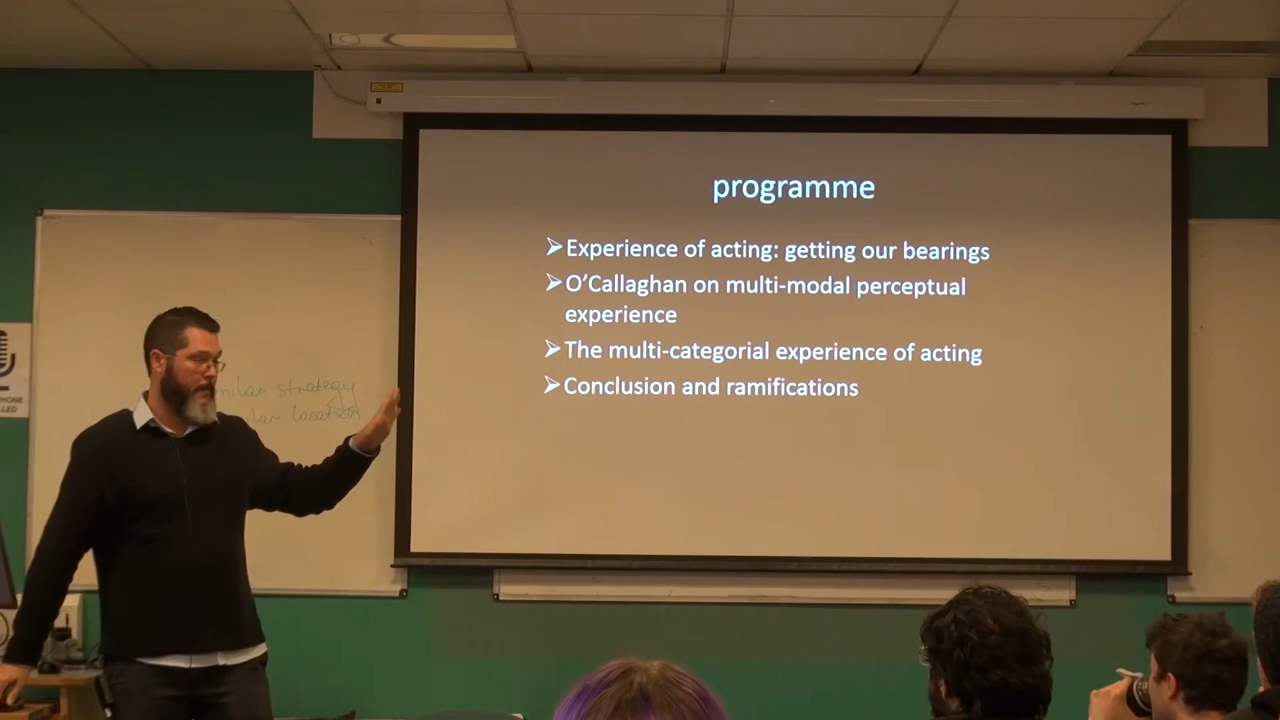 programme
➢Experience of acting: getting our bearings
➢O'Callaghan on multi-modal perceptual
experience
➢The multi-categorial experience of acting
➢Conclusion and ramifications
strategy
location